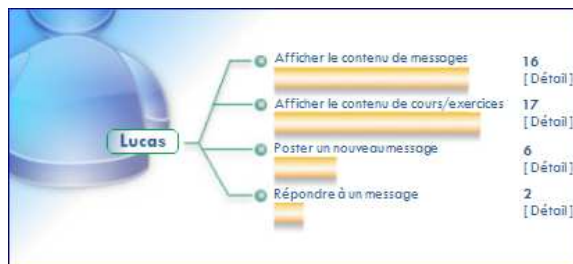 Afficher le contenu de messages 16
[Détail]
Afficher le contenu de cours/exercices 17
[Détail]
Lucas
Poster un nouveau message 6
[Détail]
Répondre à un message 2
[Détail]